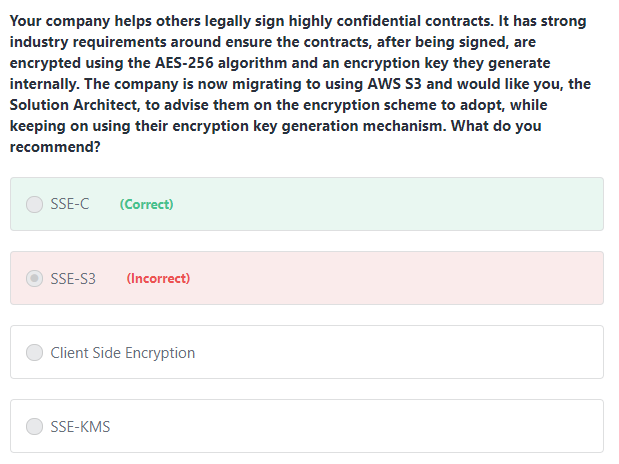 Your company helps others legally sign highly confidential contracts. It has strong
industry requirements around ensure the contracts, after being signed, are
encrypted using the AES-256 algorithm and an encryption key they generate
internally. The company is now migrating to using AWS S3 and would like you, the
Solution Architect, to advise them on the encryption scheme to adopt, while
keeping on using their encryption key generation mechanism. What do you
recommend?
SSE-C (Correct)
SSE-S3 (Incorrect)
Client Side Encryption
SSE-KMS